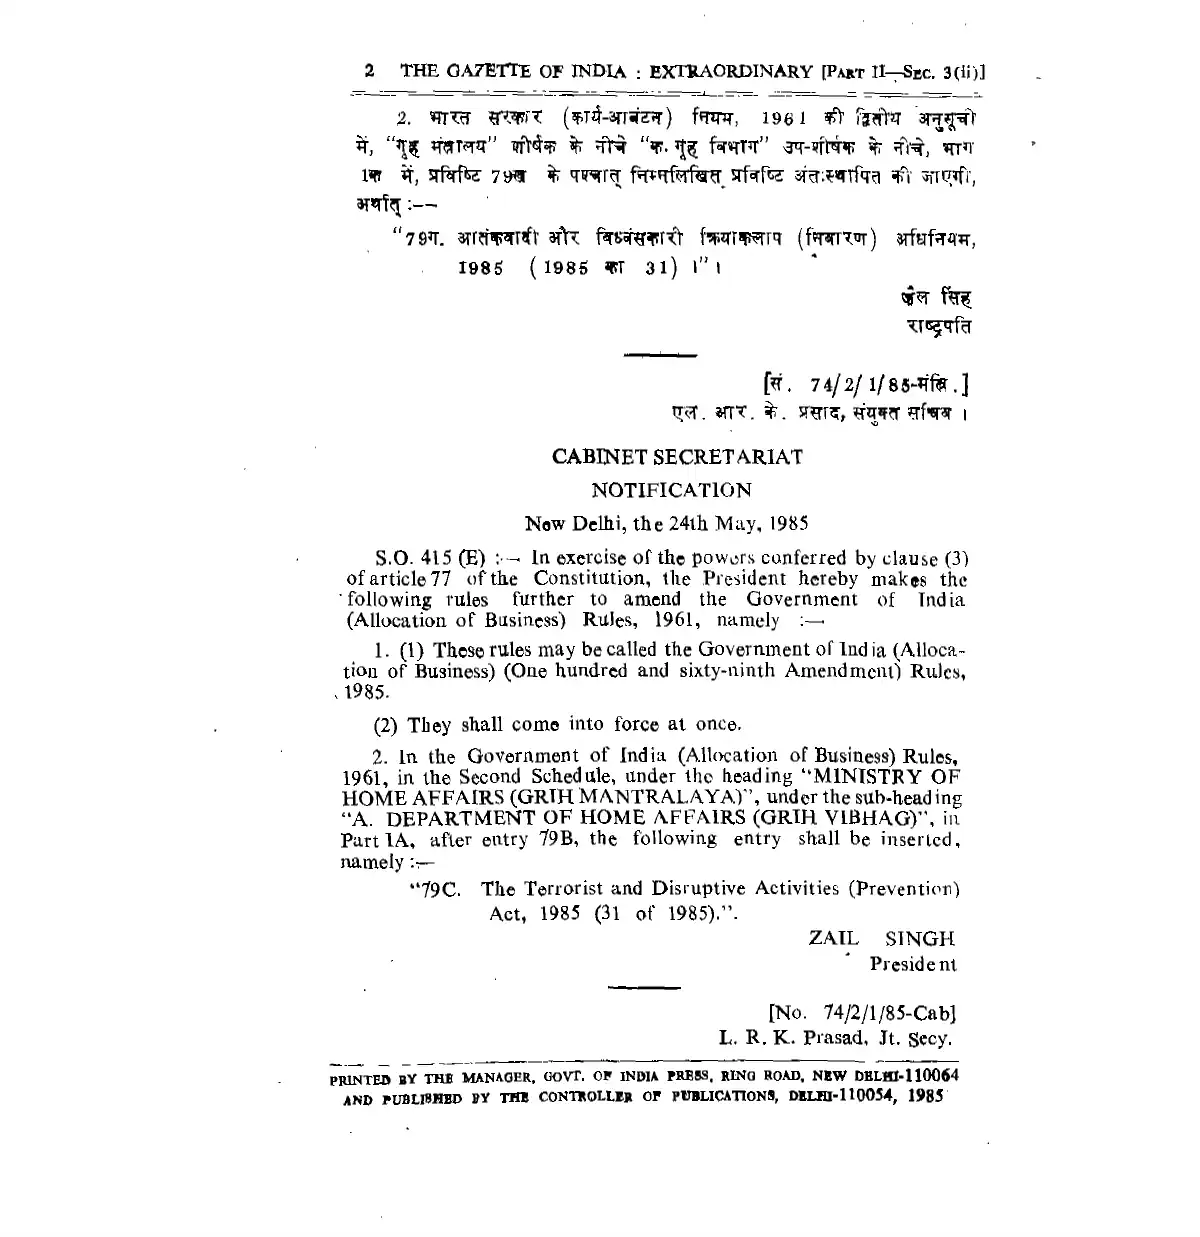 2 THE GAZETTE OF INDIA : EXTRAORDINARY [PART II—SEC. 3(ii)]
2. भारत सरकार (कार्य-आबंटन) नियम, 1961 की द्वितीय अनुसूची
में, “गृह मंत्रालय” शीर्षक के नीचे “क. गृह विभाग” उप-शीर्षक के नीचे, भाग
1क में, प्रविष्टि 79ख के पश्चात् निम्नलिखित प्रविष्टि अंतःस्थापित की जाएगी,
अर्थात् :--
“79ग. आतंकवादी और विध्वंसकारी क्रियाकलाप (निवारण) अधिनियम,
1985 (1985 का 31) ।”।
जैल सिंह
राष्ट्रपति
[सं. 74/2/1/85-मंत्रि.]
एल. आर. के. प्रसाद, संयुक्त सचिव ।
CABINET SECRETARIAT
NOTIFICATION
New Delhi, the 24th May, 1985
S.O. 415 (E) :— In exercise of the powers conferred by clause (3)
of article 77 of the Constitution, the President hereby makes the
following rules further to amend the Government of India
(Allocation of Business) Rules, 1961, namely :—
1. (1) These rules may be called the Government of India (Alloca-
tion of Business) (One hundred and sixty-ninth Amendment) Rules,
1985.
(2) They shall come into force at once.
2. In the Government of India (Allocation of Business) Rules,
1961, in the Second Schedule, under the heading “MINISTRY OF
HOME AFFAIRS (GRIH MANTRALAYA)”, under the sub-heading
“A. DEPARTMENT OF HOME AFFAIRS (GRIH VIBHAG)”, in
Part IA, after entry 79B, the following entry shall be inserted,
namely :—
“79C. The Terrorist and Disruptive Activities (Prevention)
Act, 1985 (31 of 1985).”.
ZAIL SINGH
President
[No. 74/2/1/85-Cab]
L. R. K. Prasad, Jt. Secy.
PRINTED BY THE MANAGER, GOVT. OF INDIA PRESS, RING ROAD, NEW DELHI-110064
AND PUBLISHED BY THE CONTROLLER OF PUBLICATIONS, DELHI-110054, 1985